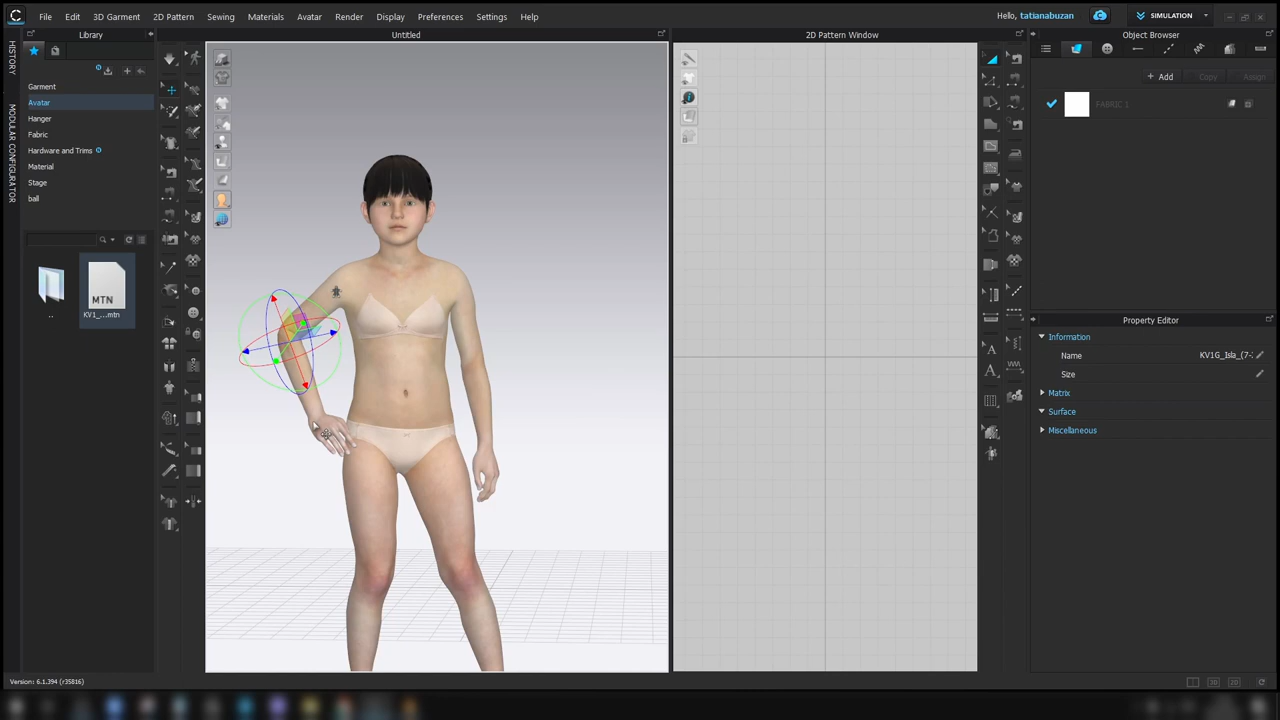 File Edit 3D Garment 2D Pattern Sewing Materials Avatar Render Display Preferences Settings Help
Hello, tatianabuzan
SIMULATION
HISTORY
MODULAR CONFIGURATOR
Library
Garment
Avatar
Hanger
Fabric
Hardware and Trims
Material
Stage
ball
..
MTN
KV1_...mtn
Untitled
2D Pattern Window
Object Browser
+ Add Copy Assign
FABRIC 1
Property Editor
Information
Name KV1G_Isla_(7-:
Size
Matrix
Surface
Miscellaneous
Version: 6.1.394 (r35816)
3D
2D